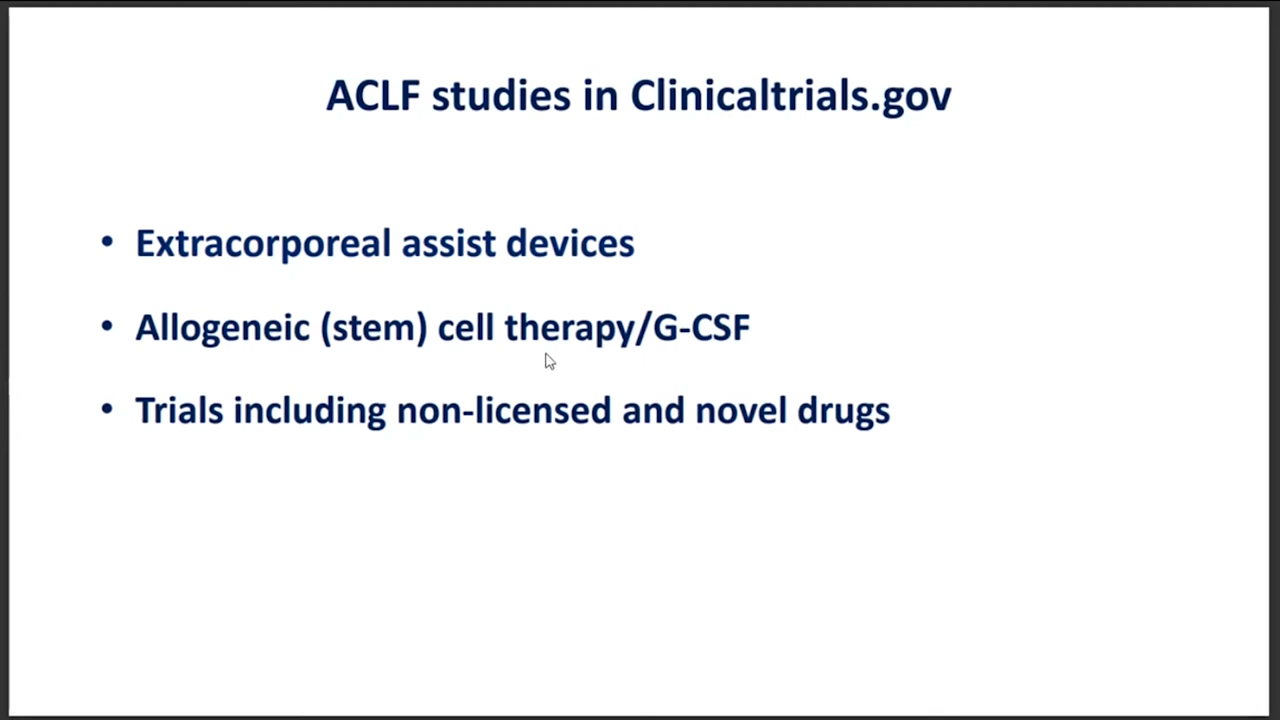 ACLF studies in Clinicaltrials.gov
• Extracorporeal assist devices
• Allogeneic (stem) cell therapy/G-CSF
• Trials including non-licensed and novel drugs